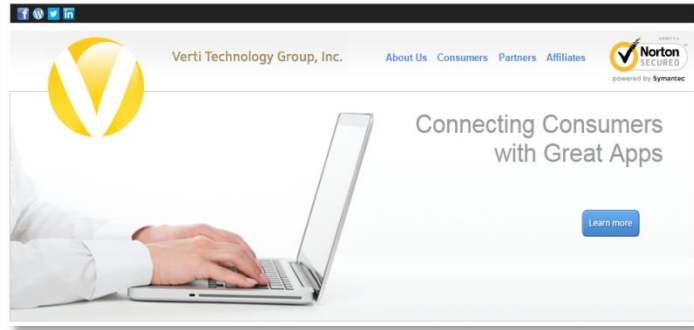 Verti Technology Group, Inc.
About Us Consumers Partners Affiliates
Norton
SECURED
powered by Symantec
Connecting Consumers
with Great Apps
Learn more